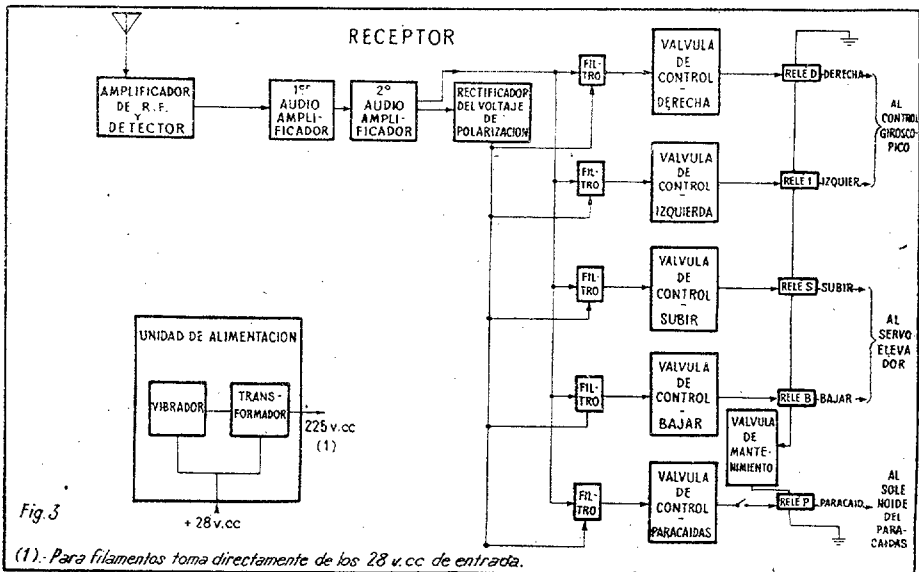 RECEPTOR
AMPLIFICADOR
DE R.F.
Y
DETECTOR
1er
AUDIO
AMPLI-
FICADOR
2º
AUDIO
AMPLI-
FICADOR
RECTIFICADOR
DEL VOLTAJE
DE
POLARIZACION
FIL-
TRO
VALVULA
DE
CONTROL
-
DERECHA
RELE D
DERECHA
FIL-
TRO
VALVULA
DE
CONTROL
-
IZQUIERDA
RELE I
IZQUIER
AL
CONTROL
GIROSCO-
PICO
FIL-
TRO
VALVULA
DE
CONTROL
-
SUBIR
RELE S
SUBIR
FIL-
TRO
VALVULA
DE
CONTROL
-
BAJAR
RELE B
BAJAR
AL
SERVO
ELEVA
DOR
VALVULA
DE
MANTE-
NIMIENTO
FIL-
TRO
VALVULA
DE
CONTROL
-
PARACAIDAS
RELE P
PARACAID
AL
SOLE
NOIDE
DEL
PARA-
CAIDAS
UNIDAD DE ALIMENTACION
VIBRADOR
TRANS-
FORMADOR
225 v.cc
(1)
+28 v.cc
Fig. 3
(1).- Para filamentos toma directamente de los 28 v.cc de entrada.